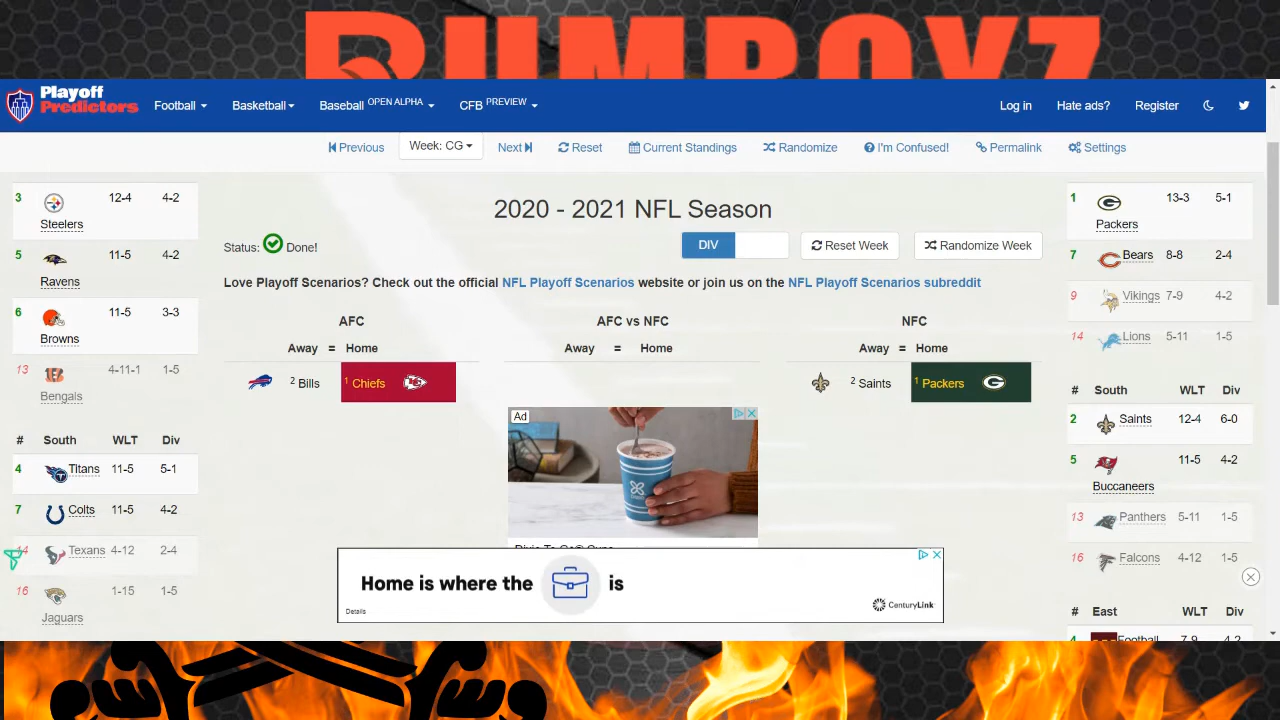 Playoff
Predictors
Football
Basketball
Baseball OPEN ALPHA
CFB PREVIEW
Log in
Hate ads?
Register
Previous
Week: CG
Next
Reset
Current Standings
Randomize
I'm Confused!
Permalink
Settings
3 Steelers 12-4 4-2
5 Ravens 11-5 4-2
6 Browns 11-5 3-3
13 Bengals 4-11-1 1-5
# South WLT Div
4 Titans 11-5 5-1
7 Colts 11-5 4-2
14 Texans 4-12 2-4
16 Jaguars 1-15 1-5
2020 - 2021 NFL Season
Status: Done!
DIV
Reset Week
Randomize Week
Love Playoff Scenarios? Check out the official NFL Playoff Scenarios website or join us on the NFL Playoff Scenarios subreddit
AFC
Away = Home
2 Bills 1 Chiefs
AFC vs NFC
Away = Home
NFC
Away = Home
2 Saints 1 Packers
Ad
Home is where the is
Details
CenturyLink
1 Packers 13-3 5-1
7 Bears 8-8 2-4
9 Vikings 7-9 4-2
14 Lions 5-11 1-5
# South WLT Div
2 Saints 12-4 6-0
5 Buccaneers 11-5 4-2
13 Panthers 5-11 1-5
16 Falcons 4-12 1-5
# East WLT Div
4 Football 7-9 4-2